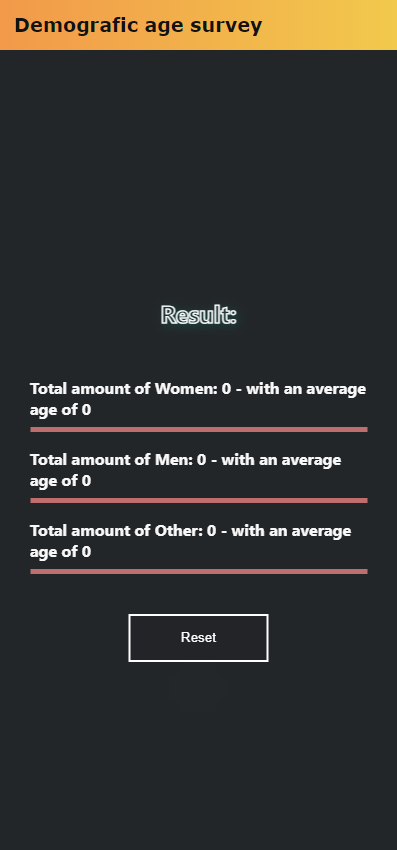 Demografic age survey
Result:
Total amount of Women: 0 - with an average
age of 0
Total amount of Men: 0 - with an average
age of 0
Total amount of Other: 0 - with an average
age of 0
Reset